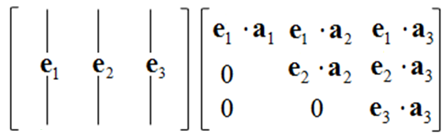 e₁ · a₁ e₁ · a₂ e₁ · a₃
e₁ e₂ e₃ 0 e₂ · a₂ e₂ · a₃
0 0 e₃ · a₃